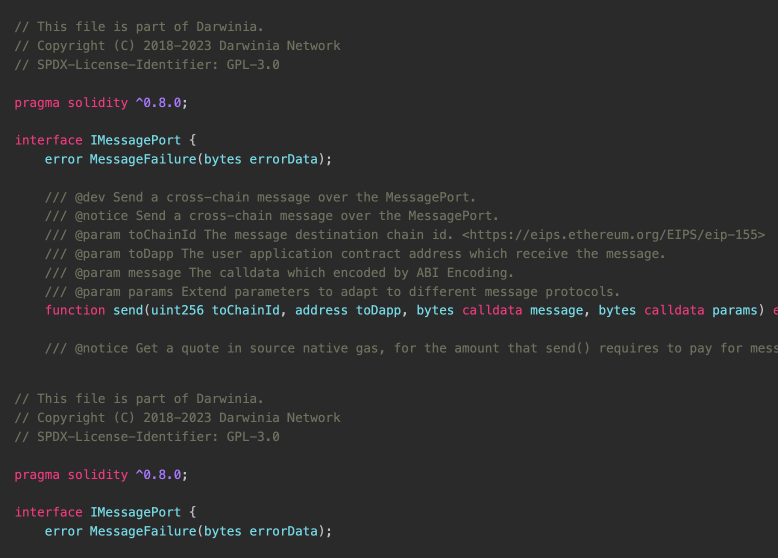 // This file is part of Darwinia.
// Copyright (C) 2018-2023 Darwinia Network
// SPDX-License-Identifier: GPL-3.0
pragma solidity ^0.8.0;
interface IMessagePort {
error MessageFailure(bytes errorData);
/// @dev Send a cross-chain message over the MessagePort.
/// @notice Send a cross-chain message over the MessagePort.
/// @param toChainId The message destination chain id. <https://eips.ethereum.org/EIPS/eip-155>
/// @param toDapp The user application contract address which receive the message.
/// @param message The calldata which encoded by ABI Encoding.
/// @param params Extend parameters to adapt to different message protocols.
function send(uint256 toChainId, address toDapp, bytes calldata message, bytes calldata params)
/// @notice Get a quote in source native gas, for the amount that send() requires to pay for
// This file is part of Darwinia.
// Copyright (C) 2018-2023 Darwinia Network
// SPDX-License-Identifier: GPL-3.0
pragma solidity ^0.8.0;
interface IMessagePort {
error MessageFailure(bytes errorData);